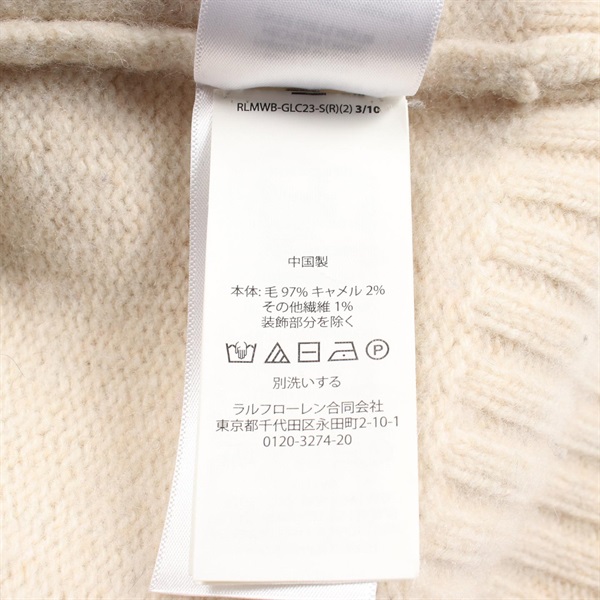 RLMWB-GLC23-S(R)(2) 3/10
中国製
本体: 毛 97% キャメル 2%
その他繊維 1%
装飾部分を除く
P
別洗いする
ラルフローレン合同会社
東京都千代田区永田町2-10-1
0120-3274-20